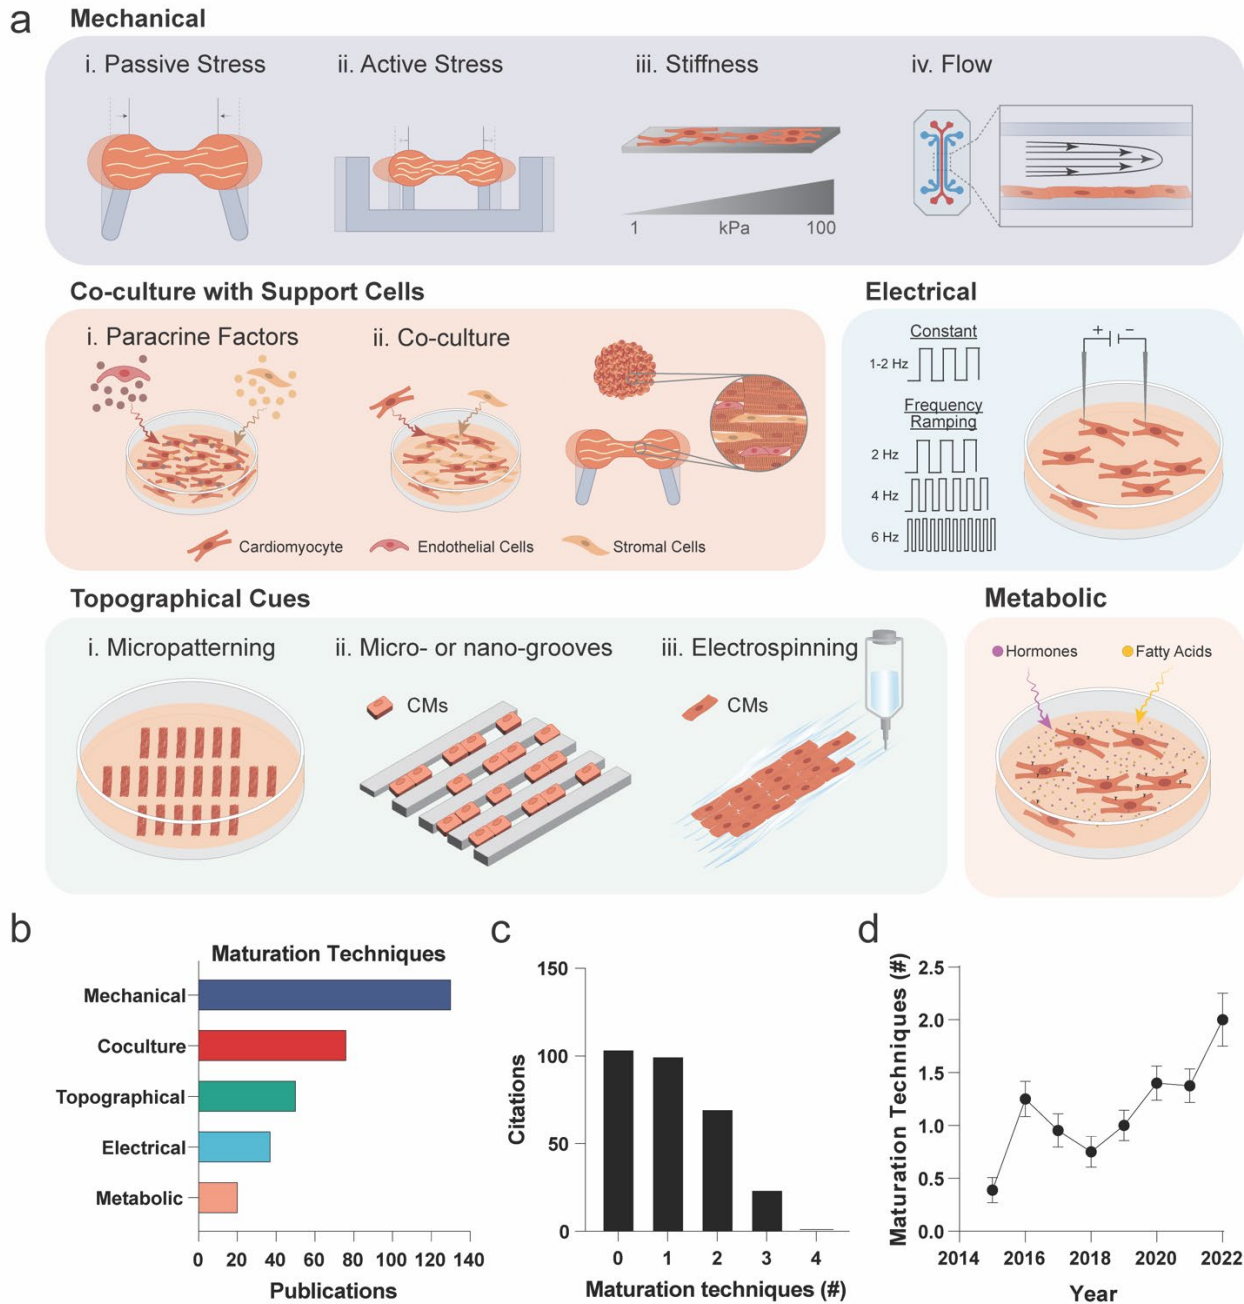 a
Mechanical
i. Passive Stress
ii. Active Stress
iii. Stiffness
iv. Flow
1 kPa 100
Co-culture with Support Cells
i. Paracrine Factors
ii. Co-culture
Cardiomyocyte
Endothelial Cells
Stromal Cells
Electrical
Constant
1-2 Hz
Frequency
Ramping
2 Hz
4 Hz
6 Hz
+ −
Topographical Cues
i. Micropatterning
ii. Micro- or nano-grooves
CMs
iii. Electrospinning
CMs
Metabolic
Hormones
Fatty Acids
b
Maturation Techniques
Mechanical
Coculture
Topographical
Electrical
Metabolic
0 20 40 60 80 100 120 140
Publications
c
150
100
50
0
Citations
0 1 2 3 4
Maturation techniques (#)
d
2.5
2.0
1.5
1.0
0.5
0.0
Maturation Techniques (#)
2014 2016 2018 2020 2022
Year